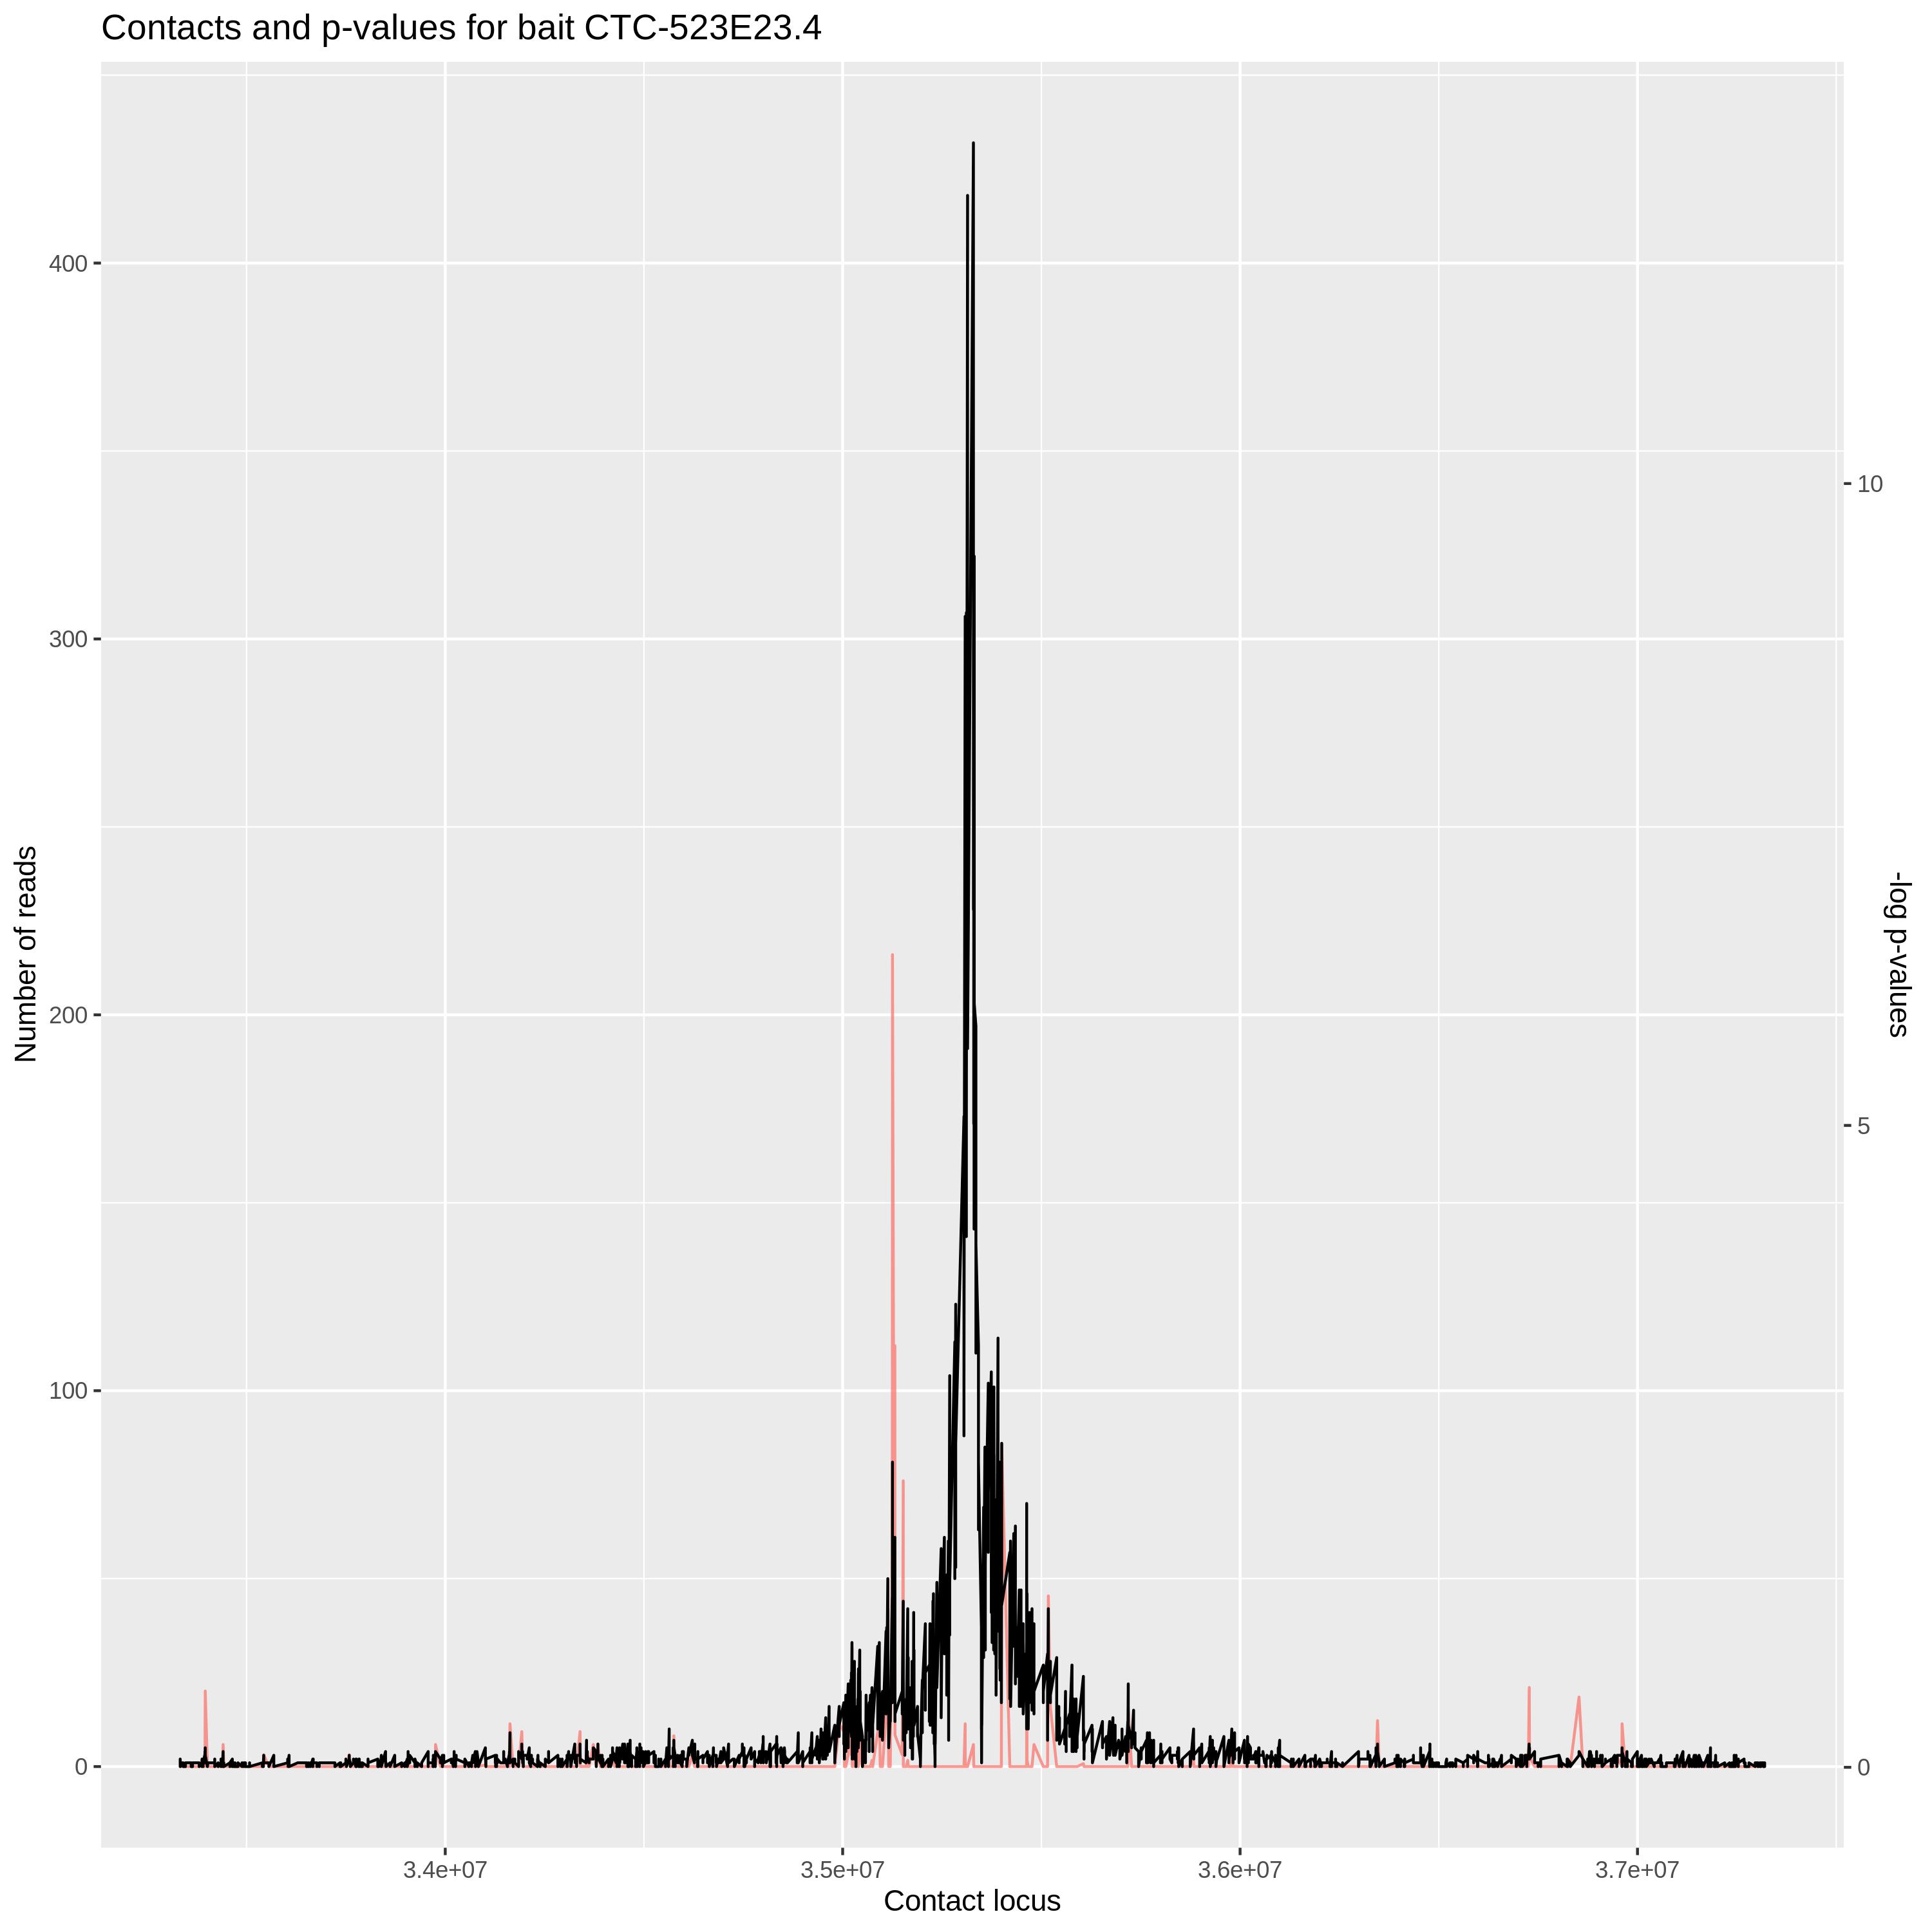 Contacts and p-values for bait CTC-523E23.4
400
300
200
100
0
Number of reads
10
5
0
-log p-values
3.4e+07
3.5e+07
3.6e+07
3.7e+07
Contact locus